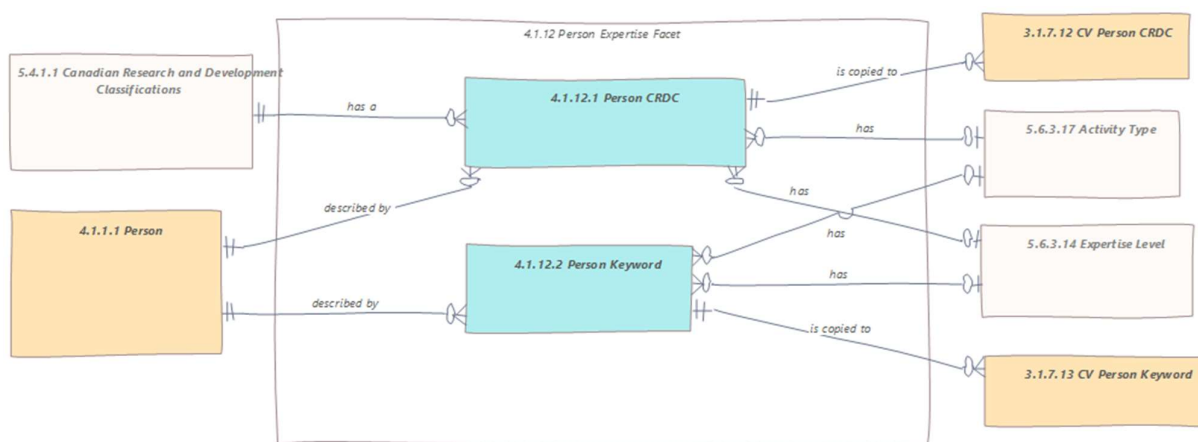 4.1.12 Person Expertise Facet
3.1.7.12 CV Person CRDC
5.4.1.1 Canadian Research and Development
Classifications
has a
4.1.12.1 Person CRDC
is copied to
has
5.6.3.17 Activity Type
described by
has
4.1.1.1 Person
has
5.6.3.14 Expertise Level
4.1.12.2 Person Keyword
has
described by
is copied to
3.1.7.13 CV Person Keyword